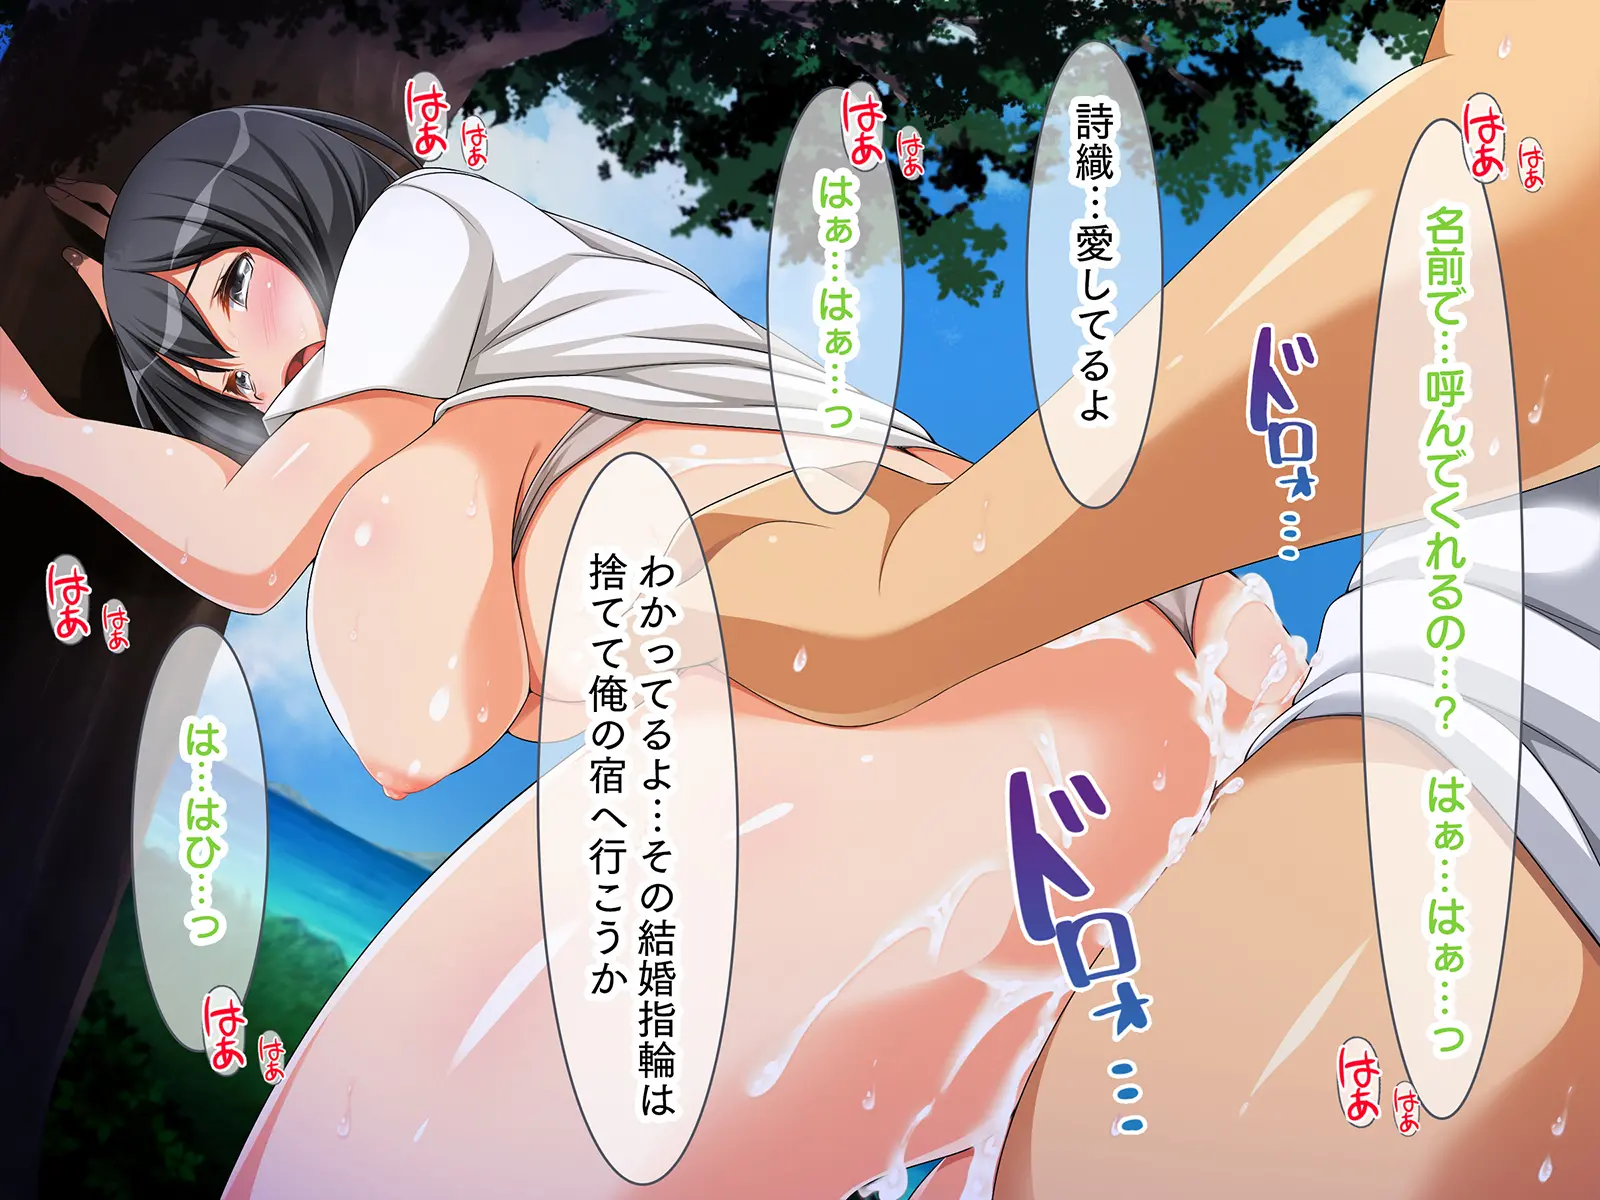 名前で…呼んでくれるの…？　はぁ…はぁ…っ
詩織…愛してるよ
はぁ…はぁ…っ
わかってるよ…その結婚指輪は
捨てて俺の宿へ行こうか
は…はひ…っ
はぁ
はぁ
はぁ
はぁ
はぁ
はぁ
はぁ
はぁ
はぁ
はぁ
はぁ
はぁ
ドロォ…
ドロォ…